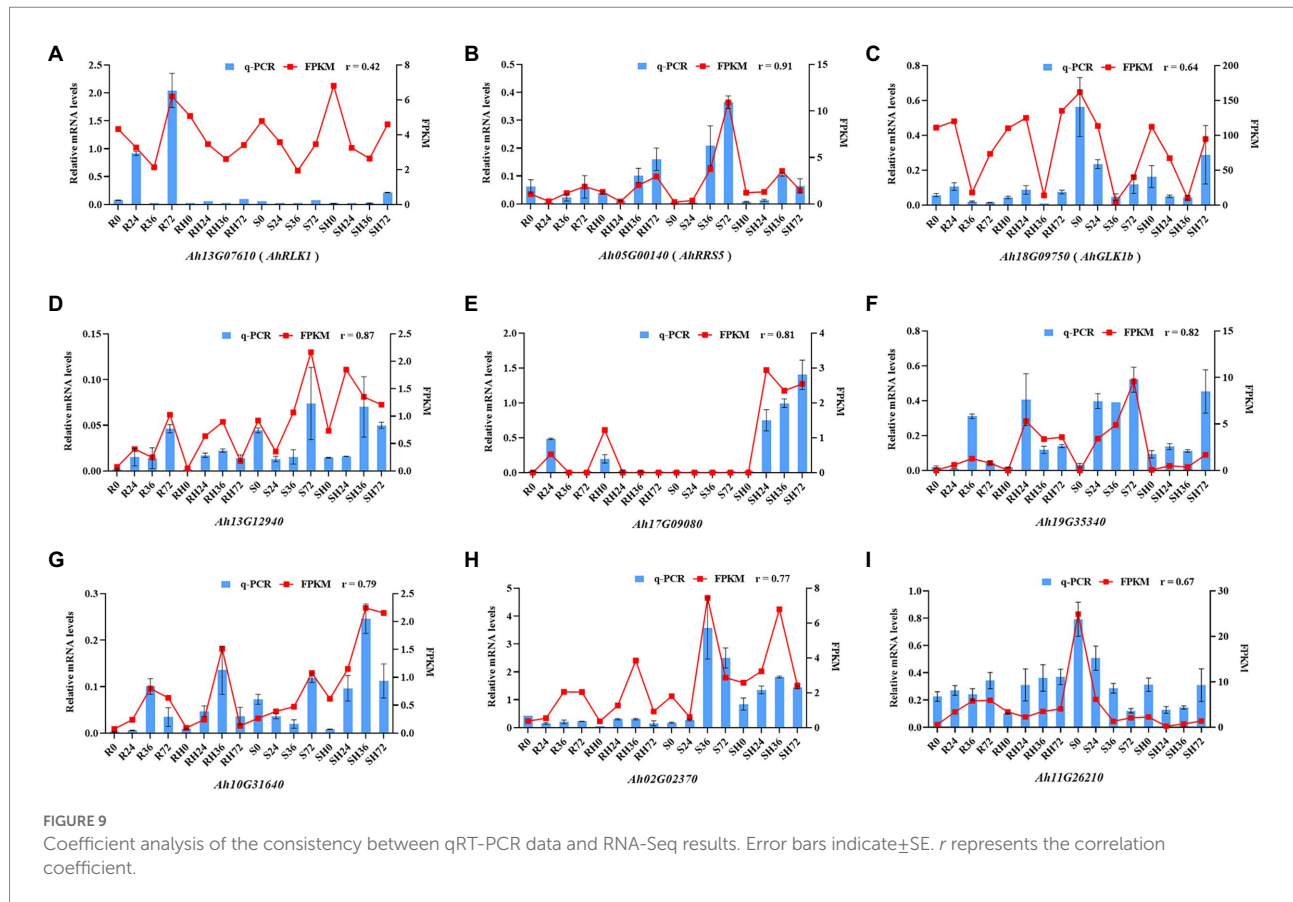 A
q-PCR FPKM r = 0.42
Relative mRNA levels
2.5
2.0
1.5
1.0
0.5
0.0
8
6
4
2
0
FPKM
R0 R24 R36 R72 RH0 RH24 RH36 RH72 S0 S24 S36 S72 SH0 SH24 SH36 SH72
Ah13G07610 ( AhRLK1 )
B
q-PCR FPKM r = 0.91
Relative mRNA levels
0.5
0.4
0.3
0.2
0.1
0.0
15
10
5
0
FPKM
R0 R24 R36 R72 RH0 RH24 RH36 RH72 S0 S24 S36 S72 SH0 SH24 SH36 SH72
Ah05G00140 ( AhRRS5 )
C
q-PCR FPKM r = 0.64
Relative mRNA levels
0.8
0.6
0.4
0.2
0.0
200
150
100
50
0
FPKM
R0 R24 R36 R72 RH0 RH24 RH36 RH72 S0 S24 S36 S72 SH0 SH24 SH36 SH72
Ah18G09750 ( AhGLK1b )
D
q-PCR FPKM r = 0.87
Relative mRNA levels
0.15
0.10
0.05
0.00
2.5
2.0
1.5
1.0
0.5
0.0
FPKM
R0 R24 R36 R72 RH0 RH24 RH36 RH72 S0 S24 S36 S72 SH0 SH24 SH36 SH72
Ah13G12940
E
q-PCR FPKM r = 0.81
Relative mRNA levels
2.0
1.5
1.0
0.5
0.0
4
3
2
1
0
FPKM
R0 R24 R36 R72 RH0 RH24 RH36 RH72 S0 S24 S36 S72 SH0 SH24 SH36 SH72
Ah17G09080
F
q-PCR FPKM r = 0.82
Relative mRNA levels
0.8
0.6
0.4
0.2
0.0
15
10
5
0
FPKM
R0 R24 R36 R72 RH0 RH24 RH36 RH72 S0 S24 S36 S72 SH0 SH24 SH36 SH72
Ah19G35340
G
q-PCR FPKM r = 0.79
Relative mRNA levels
0.3
0.2
0.1
0.0
2.5
2.0
1.5
1.0
0.5
0.0
FPKM
R0 R24 R36 R72 RH0 RH24 RH36 RH72 S0 S24 S36 S72 SH0 SH24 SH36 SH72
Ah10G31640
H
q-PCR FPKM r = 0.77
Relative mRNA levels
5
4
3
2
1
0
8
6
4
2
0
FPKM
R0 R24 R36 R72 RH0 RH24 RH36 RH72 S0 S24 S36 S72 SH0 SH24 SH36 SH72
Ah02G02370
I
q-PCR FPKM r = 0.67
Relative mRNA levels
1.0
0.8
0.6
0.4
0.2
0.0
30
20
10
0
FPKM
R0 R24 R36 R72 RH0 RH24 RH36 RH72 S0 S24 S36 S72 SH0 SH24 SH36 SH72
Ah11G26210
FIGURE 9
Coefficient analysis of the consistency between qRT-PCR data and RNA-Seq results. Error bars indicate±SE. r represents the correlation
coefficient.